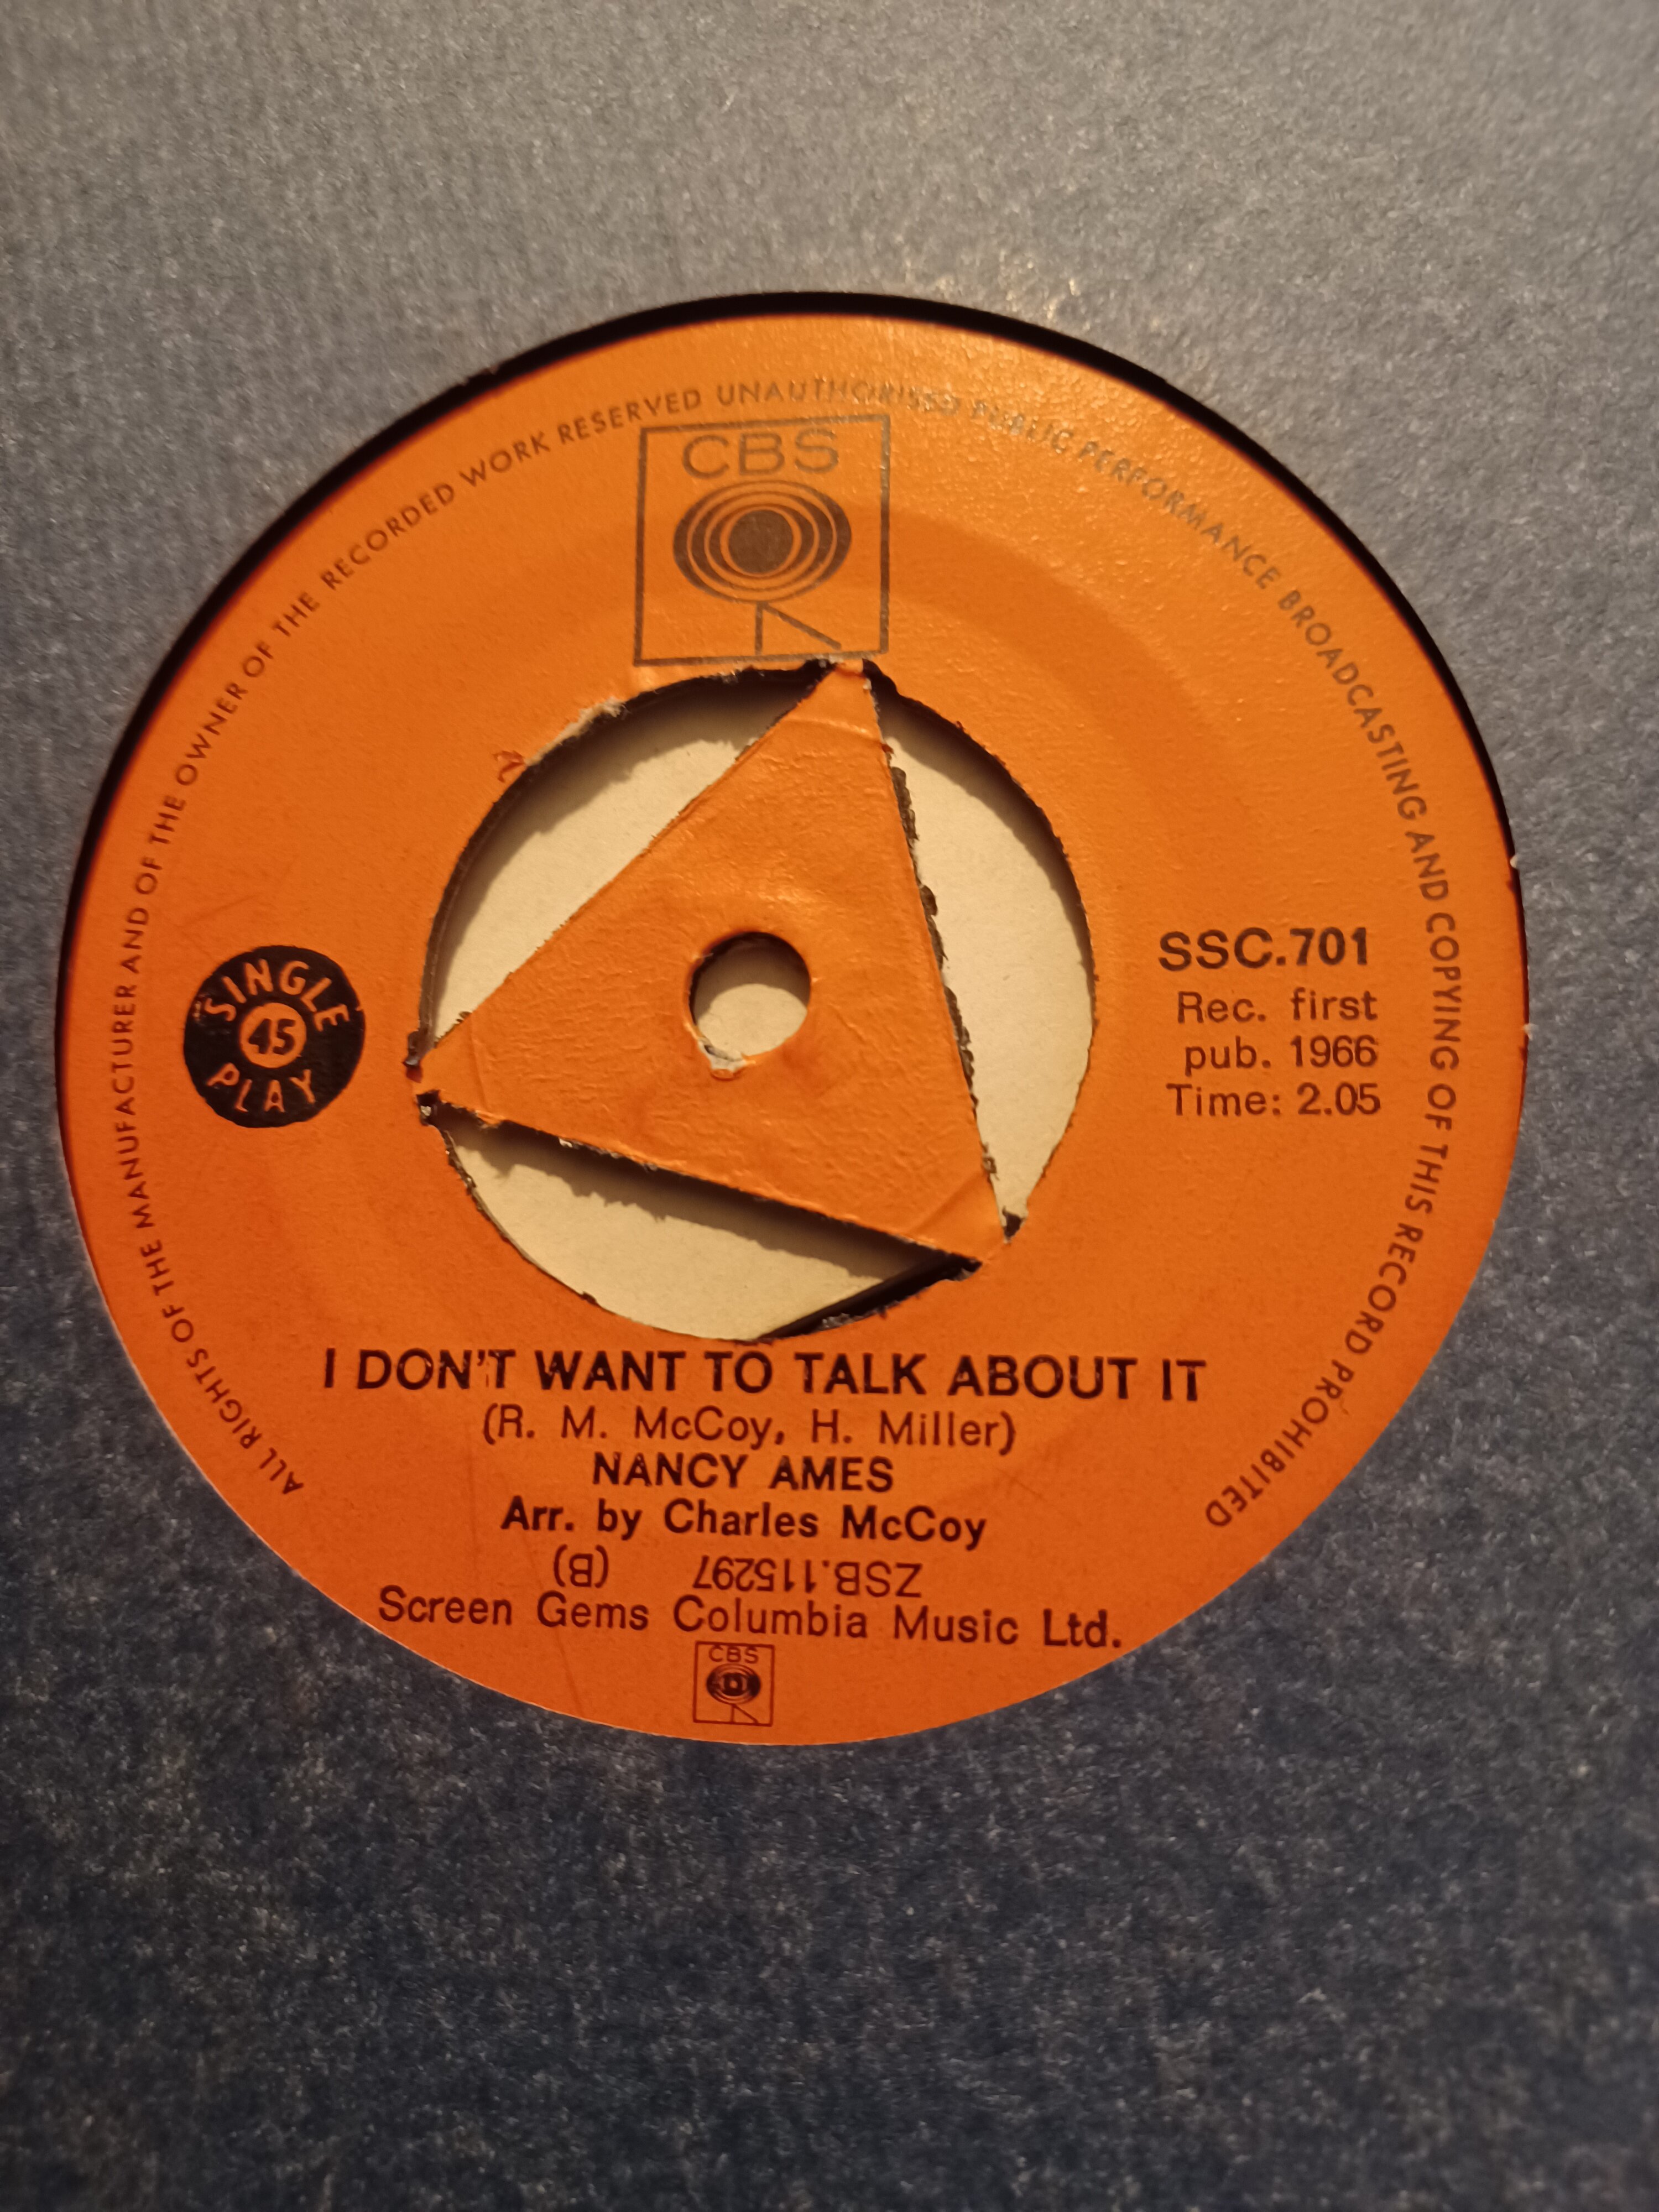 ALL RIGHTS OF THE MANUFACTURER AND OF THE OWNER OF THE RECORDED WORK RESERVED UNAUTHORISED PUBLIC PERFORMANCE BROADCASTING AND COPYING OF THIS RECORD PROHIBITED
CBS
SINGLE
45
PLAY
SSC.701
Rec. first
pub. 1966
Time: 2.05
I DON'T WANT TO TALK ABOUT IT
(R. M. McCoy, H. Miller)
NANCY AMES
Arr. by Charles McCoy
ZSB.115297 (B)
Screen Gems Columbia Music Ltd.
CBS